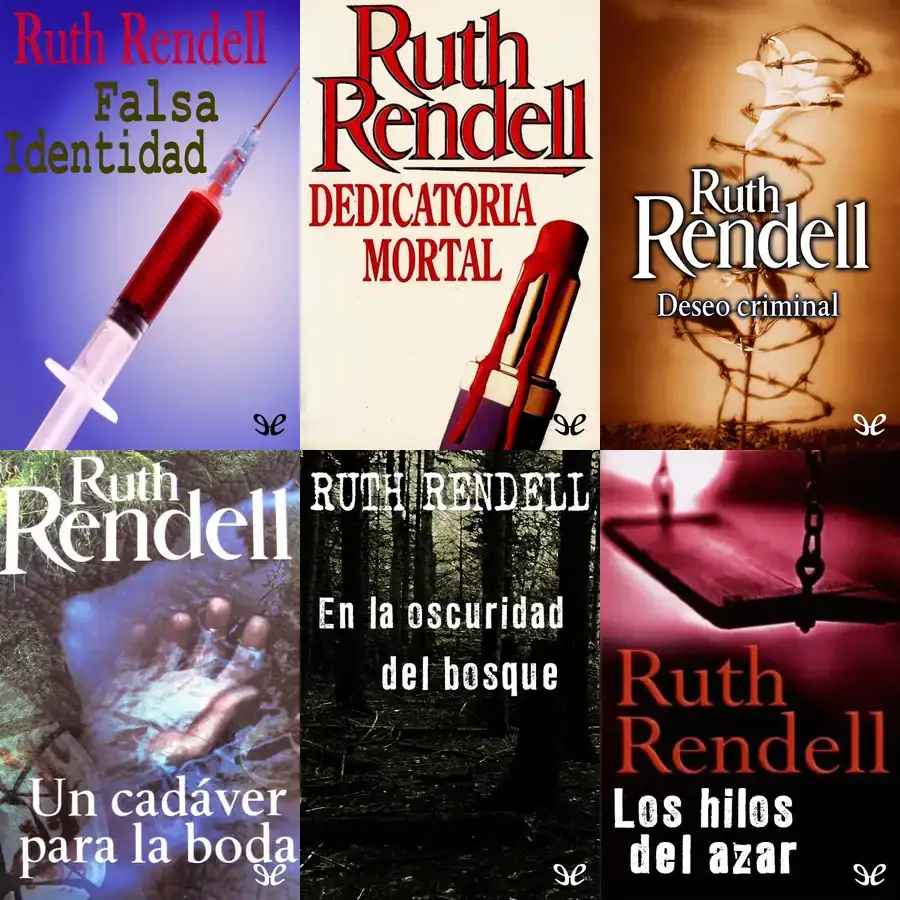 Ruth Rendell
Falsa
Identidad
Ruth
Rendell
DEDICATORIA
MORTAL
Ruth
Rendell
Deseo criminal
Ruth
Rendell
Un cadáver
para la boda
RUTH RENDELL
En la oscuridad
del bosque
Ruth
Rendell
Los hilos
del azar